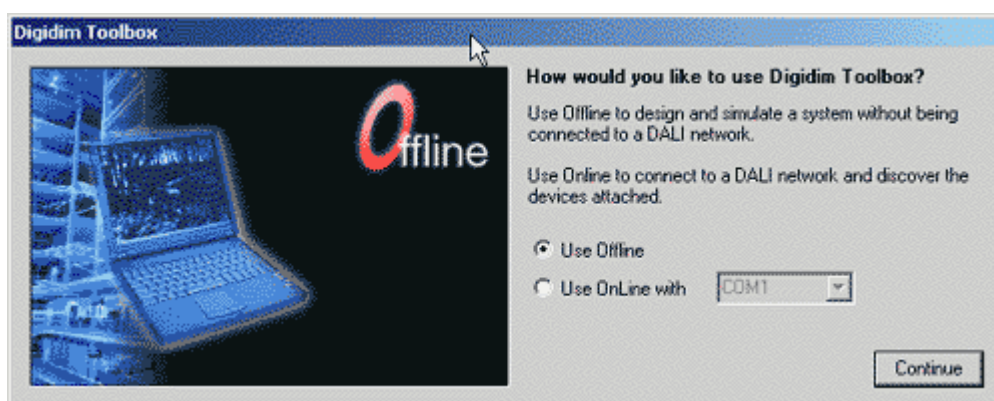 Digidim Toolbox
Offline
How would you like to use Digidim Toolbox?
Use Offline to design and simulate a system without being
connected to a DALI network.
Use Online to connect to a DALI network and discover the
devices attached.
Use Offline
Use OnLine with COM1
Continue